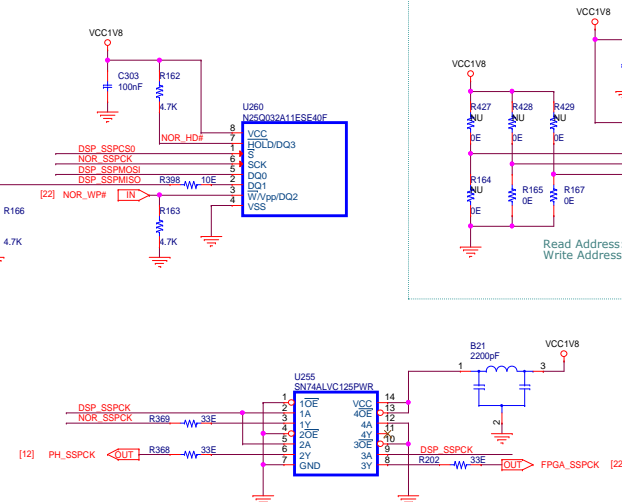 VCC1V8
C303
100nF
R162
4.7K
U260
N25Q032A11ESE40F
NOR_HD#
8 VCC
7 HOLD/DQ3
DSP_SSPCS0 1 S
NOR_SSPCK 6 SCK
DSP_SSPMOSI 5 DQ0
DSP_SSPMISO R398 10E 2 DQ1
[22] NOR_WP# IN 3 W/Vpp/DQ2
4 VSS
R166
4.7K
R163
4.7K
VCC1V8
VCC1V8
R427 R428 R429
NU NU NU
0E 0E 0E
R164 R165 R167
NU 0E 0E
0E
Read Address
Write Address
U255
SN74ALVC125PWR
1 1OE VCC 14
DSP_SSPCK 2 1A 4OE 13
NOR_SSPCK R369 33E 3 1Y 4A 12
4 2OE 4Y 11
5 2A 3OE 10
[12] PH_SSPCK OUT R368 33E 6 2Y 3A 9 DSP_SSPCK
7 GND 3Y 8 R202 33E OUT FPGA_SSPCK [22
B21
2200pF
VCC1V8
1 3
2